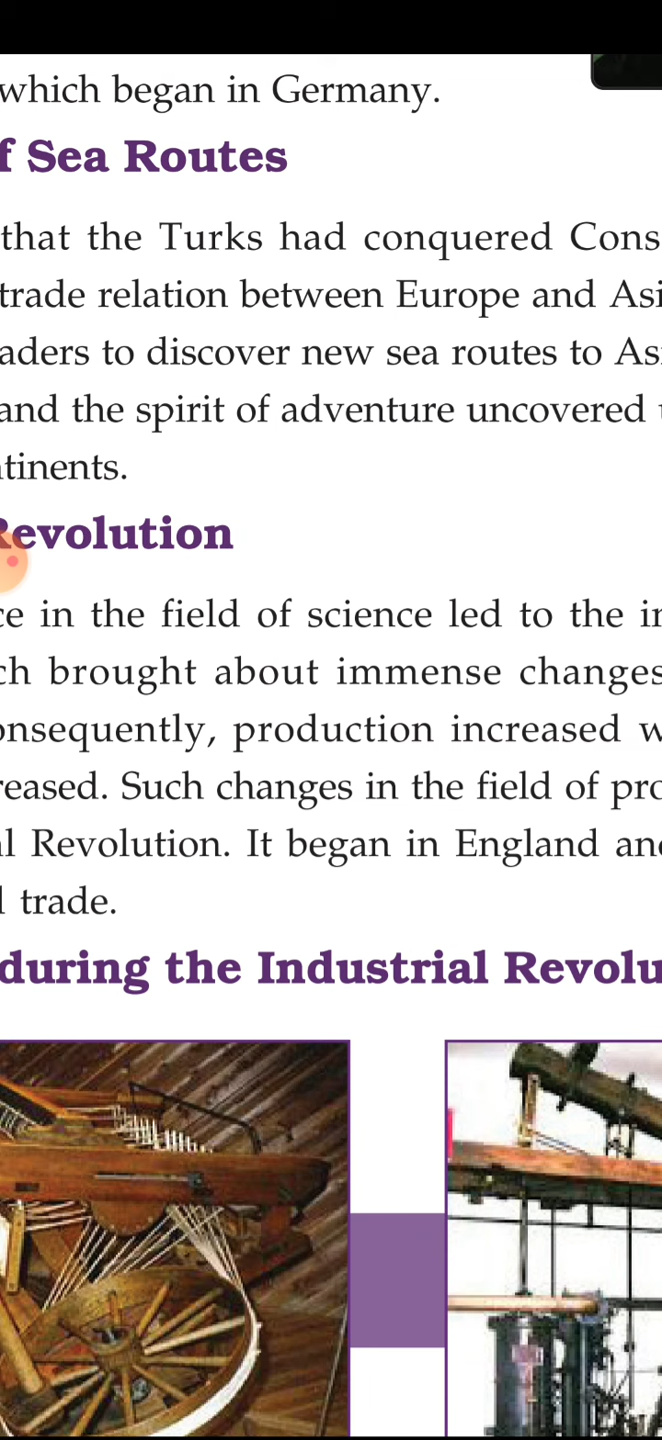 which began in Germany.
f Sea Routes
that the Turks had conquered Cons
trade relation between Europe and Asi
aders to discover new sea routes to As
and the spirit of adventure uncovered
tinents.
Revolution
ce in the field of science led to the in
ch brought about immense changes
onsequently, production increased w
reased. Such changes in the field of pro
al Revolution. It began in England and
l trade.
during the Industrial Revolu